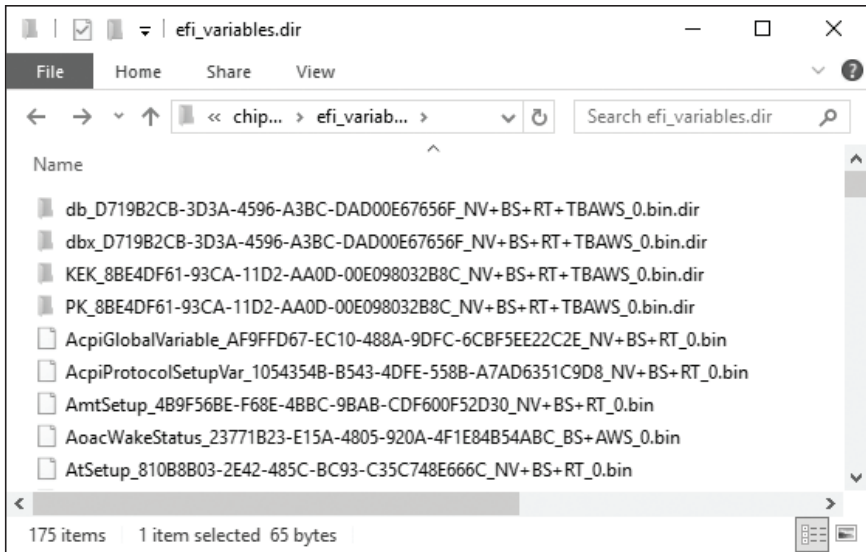 efi_variables.dir
File Home Share View
« chip... > efi_variab... > Search efi_variables.dir
Name
db_D719B2CB-3D3A-4596-A3BC-DAD00E67656F_NV+BS+RT+TBAWS_0.bin.dir
dbx_D719B2CB-3D3A-4596-A3BC-DAD00E67656F_NV+BS+RT+TBAWS_0.bin.dir
KEK_8BE4DF61-93CA-11D2-AA0D-00E098032B8C_NV+BS+RT+TBAWS_0.bin.dir
PK_8BE4DF61-93CA-11D2-AA0D-00E098032B8C_NV+BS+RT+TBAWS_0.bin.dir
AcpiGlobalVariable_AF9FFD67-EC10-488A-9DFC-6CBF5EE22C2E_NV+BS+RT_0.bin
AcpiProtocolSetupVar_1054354B-B543-4DFE-558B-A7AD6351C9D8_NV+BS+RT_0.bin
AmtSetup_4B9F56BE-F68E-4BBC-9BAB-CDF600F52D30_NV+BS+RT_0.bin
AoacWakeStatus_23771B23-E15A-4805-920A-4F1E84B54ABC_BS+AWS_0.bin
AtSetup_810B8B03-2E42-485C-BC93-C35C748E666C_NV+BS+RT_0.bin
175 items 1 item selected 65 bytes